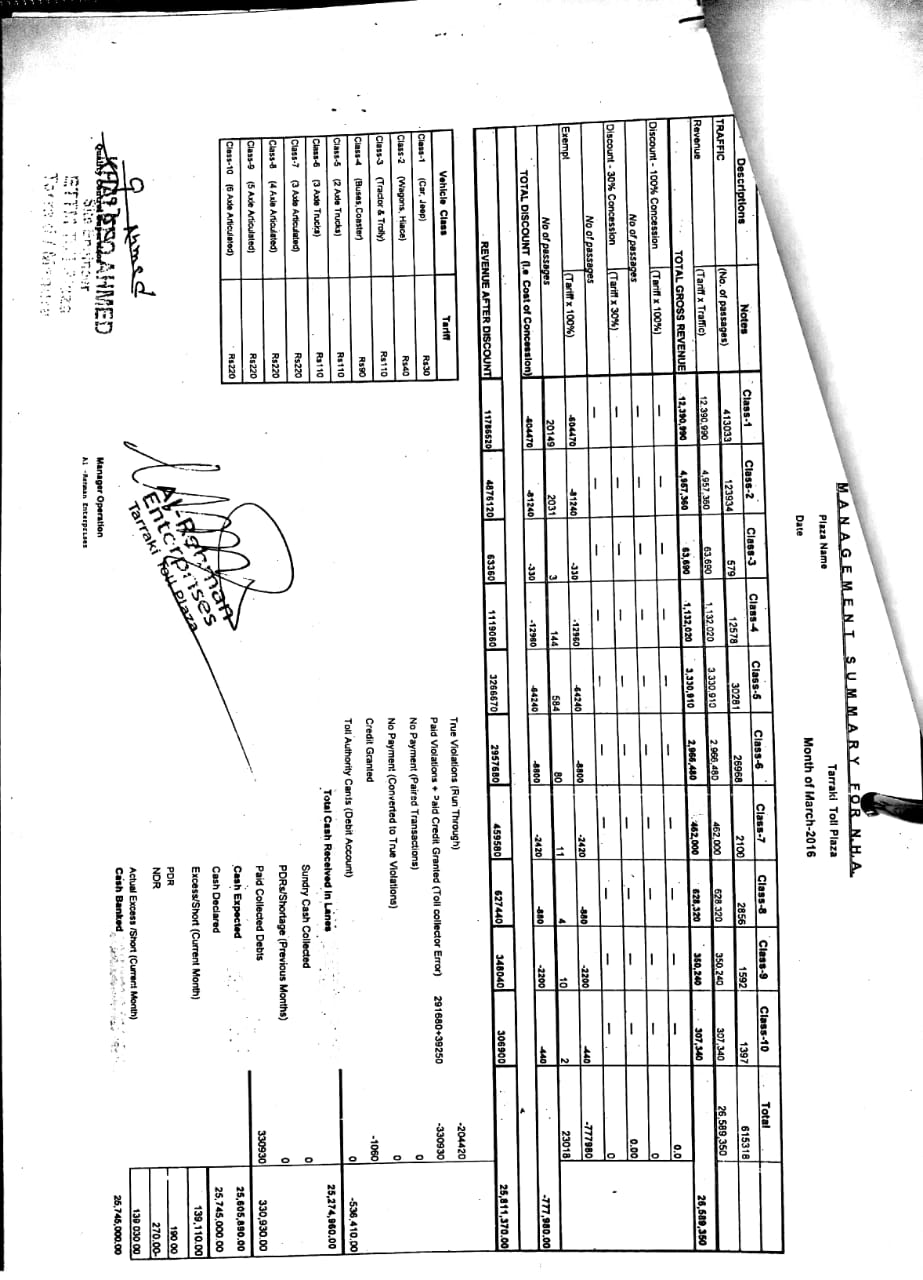 MANAGEMENT SUMMARY FOR N.H.A.
Plaza Name Tarraki Toll Plaza
Date Month of March-2016
Descriptions Notes Class-1 Class-2 Class-3 Class-4 Class-5 Class-6 Class-7 Class-8 Class-9 Class-10 Total
TRAFFIC (No. of passages) 413033 123934 579 12578 30281 26968 2100 2856 1592 1397 615318
Revenue (Tariff x Traffic) 12,390,990 4,957,360 63,690 1,132,020 3,330,910 2,966,480 462,000 628,320 350,240 307,340 26,589,350
TOTAL GROSS REVENUE 12,390,990 4,957,360 63,690 1,132,020 3,330,910 2,966,480 462,000 628,320 350,240 307,340 26,589,350
Discount - 100% Concession (Tariff x 100%) — — — — — — — — — — 0.0
No of passages — — — — — — — — — — 0
Discount - 30% Concession (Tariff x 30%) — — — — — — — — — — 0.00
No of passages — — — — — — — — — — 0
Exempt (Tariff x 100%) -604470 -81240 -330 -12960 -64240 -8800 -2420 -880 -2200 -440 -777980
No of passages 20149 2031 3 144 584 80 11 4 10 2 23018
TOTAL DISCOUNT (I.e Cost of Concession) -604470 -81240 -330 -12960 -64240 -8800 -2420 -880 -2200 -440 -777,980.00
REVENUE AFTER DISCOUNT 11786520 4876120 63360 1119060 3266670 2957680 459580 627440 348040 306900 25,811,370.00
Vehicle Class Tariff
Class-1 (Car, Jeep) Rs30
Class-2 (Wagons, Hiace) Rs40
Class-3 (Tractor & Trolly) Rs110
Class-4 (Buses,Coaster) Rs90
Class-5 (2 Axle Trucks) Rs110
Class-6 (3 Axle Trucks) Rs110
Class-7 (3 Axle Articulated) Rs220
Class-8 (4 Axle Articulated) Rs220
Class-9 (5 Axle Articulated) Rs220
Class-10 (6 Axle Articulated) Rs220
True Violations (Run Through) -204420
Paid Violations + Paid Credit Granted (Toll collector Error) 291680+39250 -330930
No Payment (Paired Transactions) 0
No Payment (Converted to True Violations) 0
Credit Granted -1060
Toll Authority Cards (Debit Account) 0 -536,410.00
Total Cash Received in Lanes 25,274,960.00
Sundry Cash Collected 0
PDRs/Shortage (Previous Months) 0
Paid Collected Debts 330930 330,930.00
Cash Expected 25,605,890.00
Cash Declared 25,745,000.00
Excess/Short (Current Month) 139,110.00
PDR 190.00
NDR 270.00-
Actual Excess /Short (Current Month) 139 030.00
Cash Banked 25,745,000.00
Ahmed
AHMED
Al-Rahman
Enterprises
Tarraki Toll Plaza
Manager Operation
Al -Rahman Enterprises